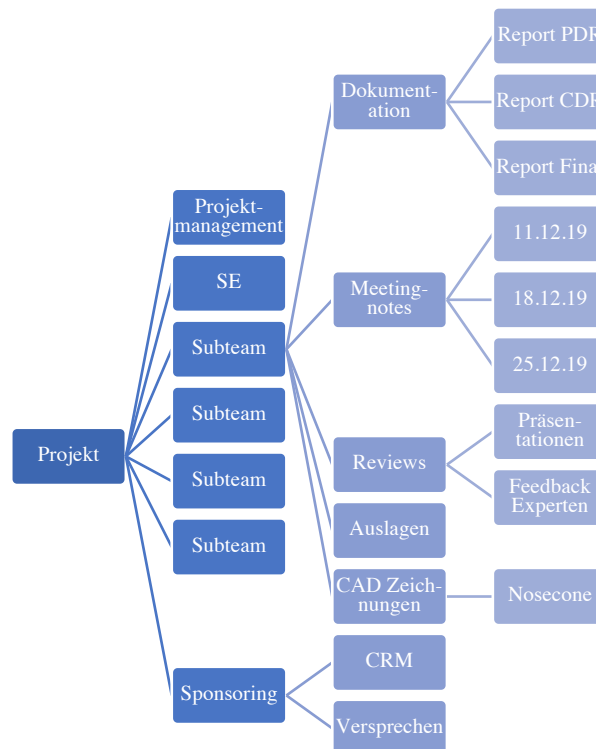 Projekt
Projekt-
management
SE
Subteam
Subteam
Subteam
Subteam
Sponsoring
Dokument-
ation
Meeting-
notes
Reviews
Auslagen
CAD Zeich-
nungen
CRM
Versprechen
Report PDR
Report CDR
Report Fina
11.12.19
18.12.19
25.12.19
Präsen-
tationen
Feedback
Experten
Nosecone